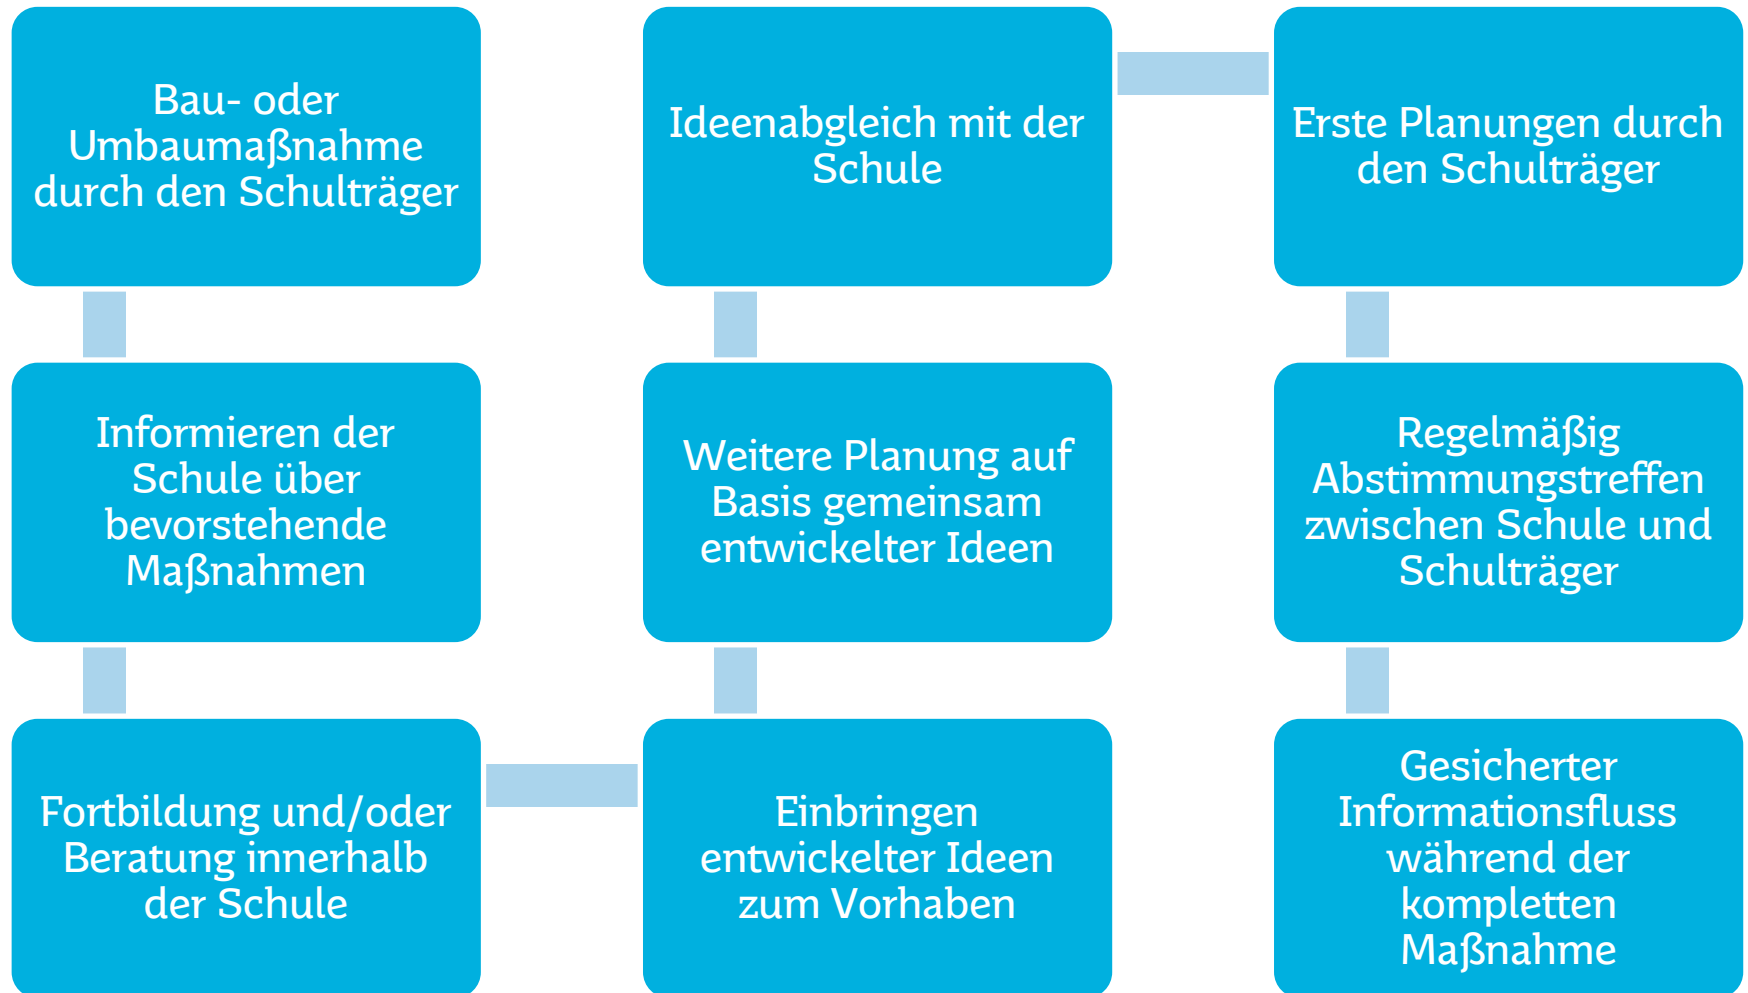 Bau- oder
Umbaumaßnahme
durch den Schulträger
Informieren der
Schule über
bevorstehende
Maßnahmen
Fortbildung und/oder
Beratung innerhalb
der Schule
Einbringen
entwickelter Ideen
zum Vorhaben
Weitere Planung auf
Basis gemeinsam
entwickelter Ideen
Ideenabgleich mit der
Schule
Erste Planungen durch
den Schulträger
Regelmäßig
Abstimmungstreffen
zwischen Schule und
Schulträger
Gesicherter
Informationsfluss
während der
kompletten
Maßnahme